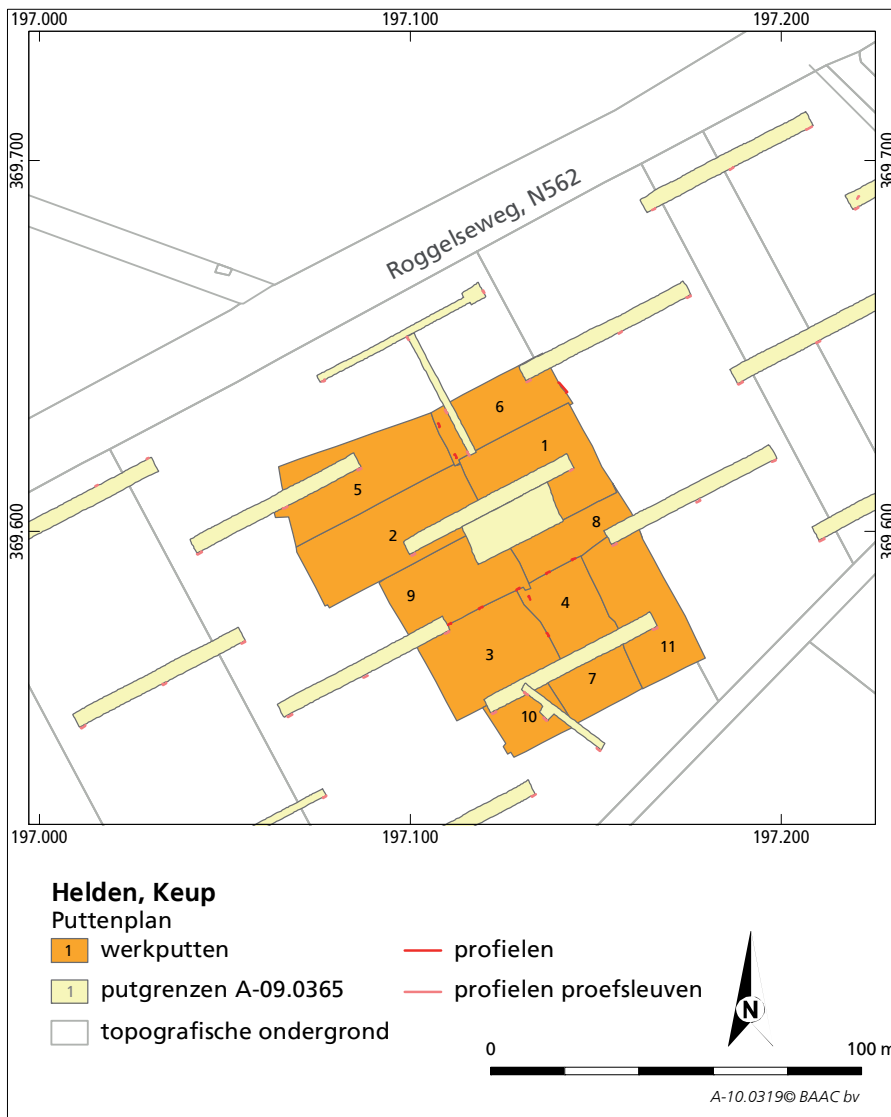 197.000 197.100 197.200
369.700 369.700
Roggelseweg, N562
6
1
5
2
8
369.600 369.600
9
4
3
11
7
10
197.000 197.100 197.200
Helden, Keup
Puttenplan
1 werkputten
profielen
1 putgrenzen A-09.0365
profielen proefsleuven
topografische ondergrond
N
0 100 m
A-10.0319© BAAC bv